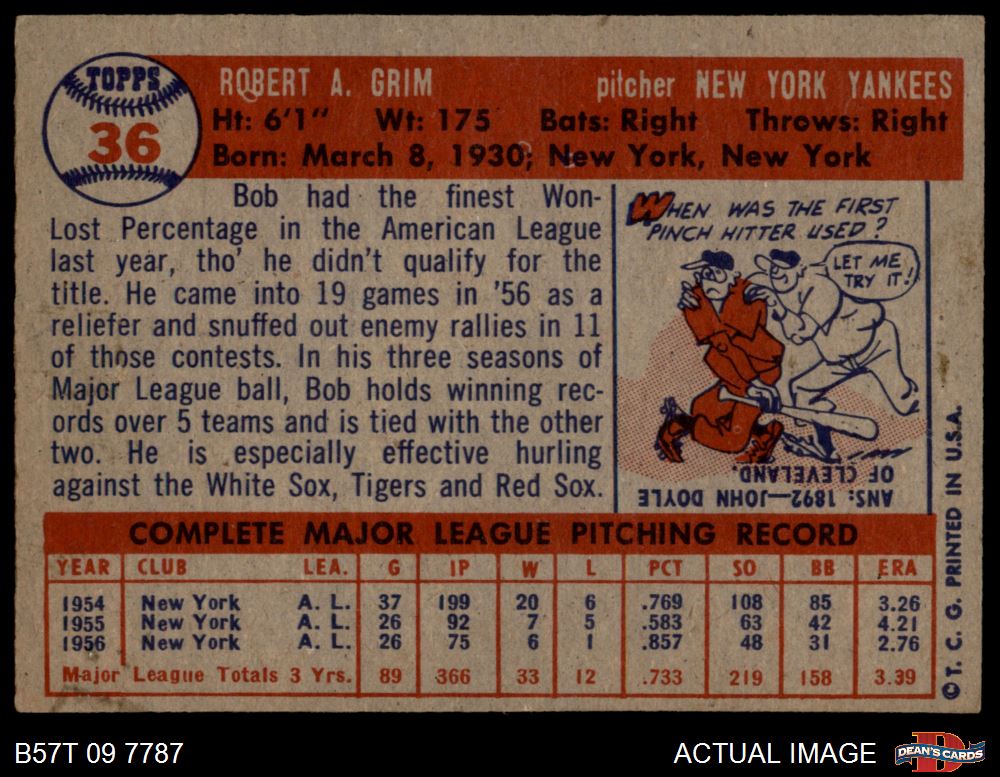 TOPPS
36
ROBERT A. GRIM pitcher NEW YORK YANKEES
Ht: 6'1" Wt: 175 Bats: Right Throws: Right
Born: March 8, 1930; New York, New York
Bob had the finest Won-
Lost Percentage in the American League
last year, tho' he didn't qualify for the
title. He came into 19 games in '56 as a
reliefer and snuffed out enemy rallies in 11
of those contests. In his three seasons of
Major League ball, Bob holds winning rec-
ords over 5 teams and is tied with the other
two. He is especially effective hurling
against the White Sox, Tigers and Red Sox.
WHEN WAS THE FIRST
PINCH HITTER USED?
LET ME
TRY IT!
ANS: 1892—JOHN DOYLE
OF CLEVELAND.
COMPLETE MAJOR LEAGUE PITCHING RECORD
YEAR CLUB LEA. G IP W L PCT SO BB ERA
1954 New York A. L. 37 199 20 6 .769 108 85 3.26
1955 New York A. L. 26 92 7 5 .583 63 42 4.21
1956 New York A. L. 26 75 6 1 .857 48 31 2.76
Major League Totals 3 Yrs. 89 366 33 12 .733 219 158 3.39
© T. C. G. PRINTED IN U.S.A.
B57T 09 7787 ACTUAL IMAGE
D
DEAN'S CARDS